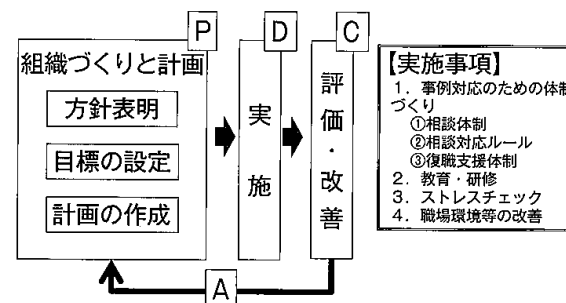 P
組織づくりと計画
方針表明
目標の設定
計画の作成
D
実施
C
評価・改善
A
【実施事項】
1．事例対応のための体制
づくり
①相談体制
②相談対応ルール
③復職支援体制
2．教育・研修
3．ストレスチェック
4．職場環境等の改善